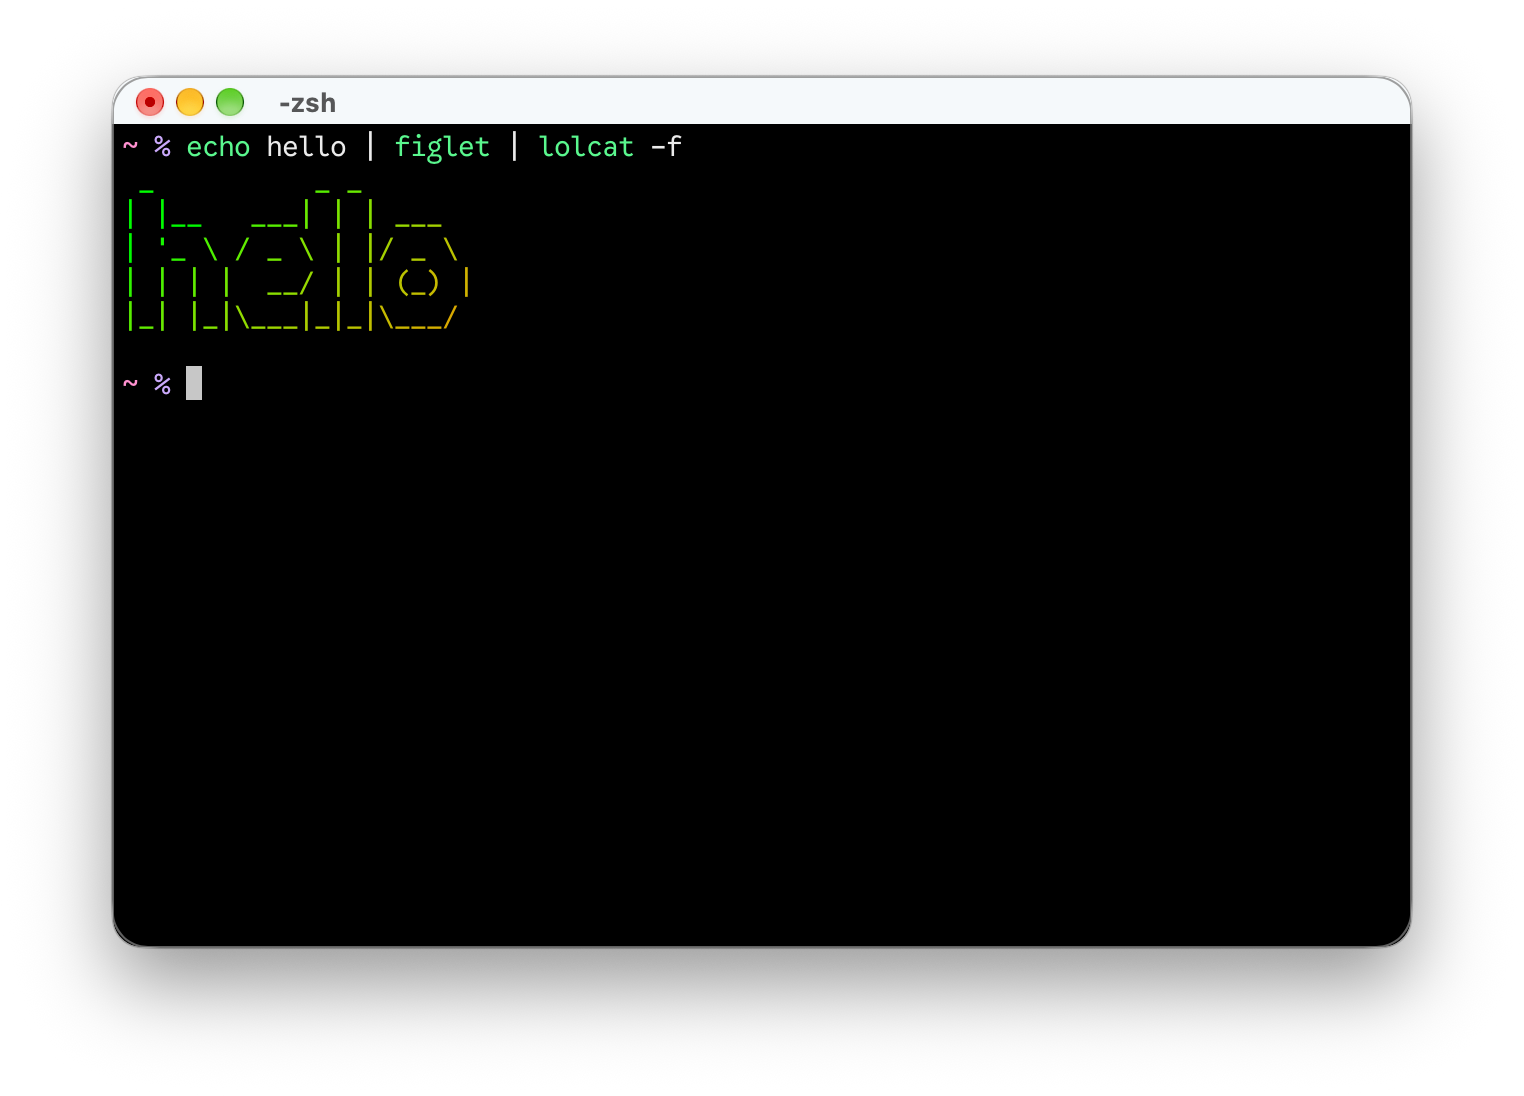 -zsh
~ % echo hello | figlet | lolcat -f
 _          _ _
| |__   ___| | | ___
| '_ \ / _ \ | |/ _ \
| | | |  __/ | | (_) |
|_| |_|\___|_|_|\___/
~ %